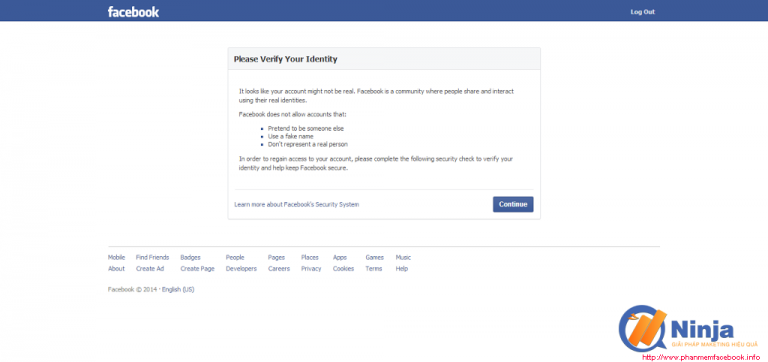 facebook
Log Out
Please Verify Your Identity
It looks like your account might not be real. Facebook is a community where people share and interact
using their real identities.
Facebook does not allow accounts that:
Pretend to be someone else
Use a fake name
Don't represent a real person
In order to regain access to your account, please complete the following security check to verify your
identity and help keep Facebook secure.
Learn more about Facebook's Security System
Continue
Mobile Find Friends Badges People Pages Places Apps Games Music
About Create Ad Create Page Developers Careers Privacy Cookies Terms Help
Facebook © 2014 · English (US)
Ninja
GIẢI PHÁP MARKETING HIỆU QUẢ
http://www.phanmemfacebook.info